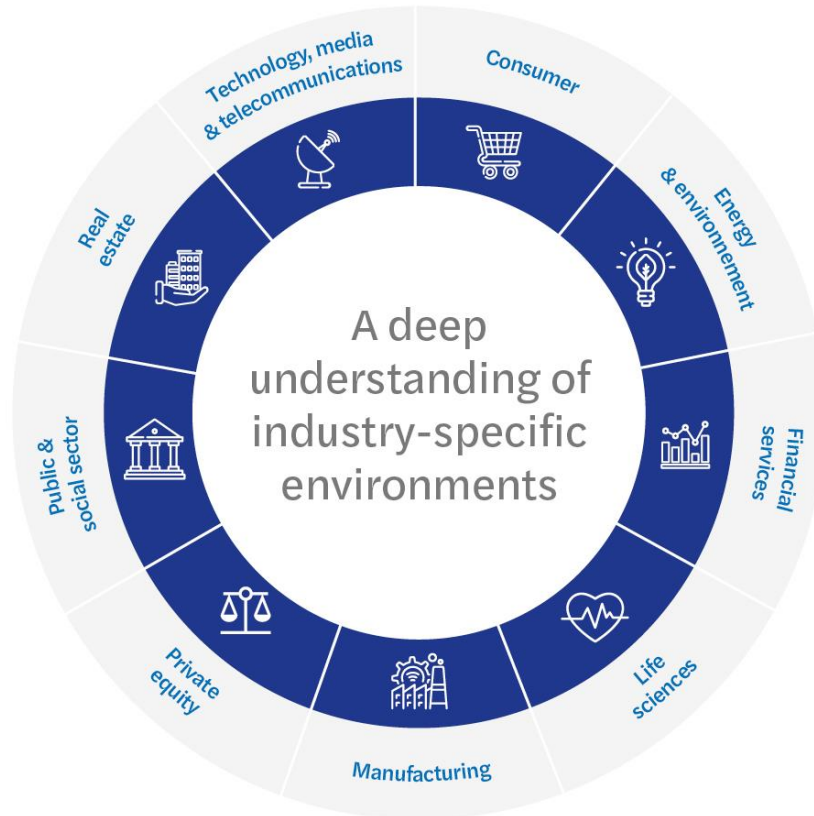 Technology, media
& telecommunications
Consumer
Energy
& environnement
Financial
services
Life
sciences
Manufacturing
Private
equity
Public &
social sector
Real
estate
A deep
understanding of
industry-specific
environments